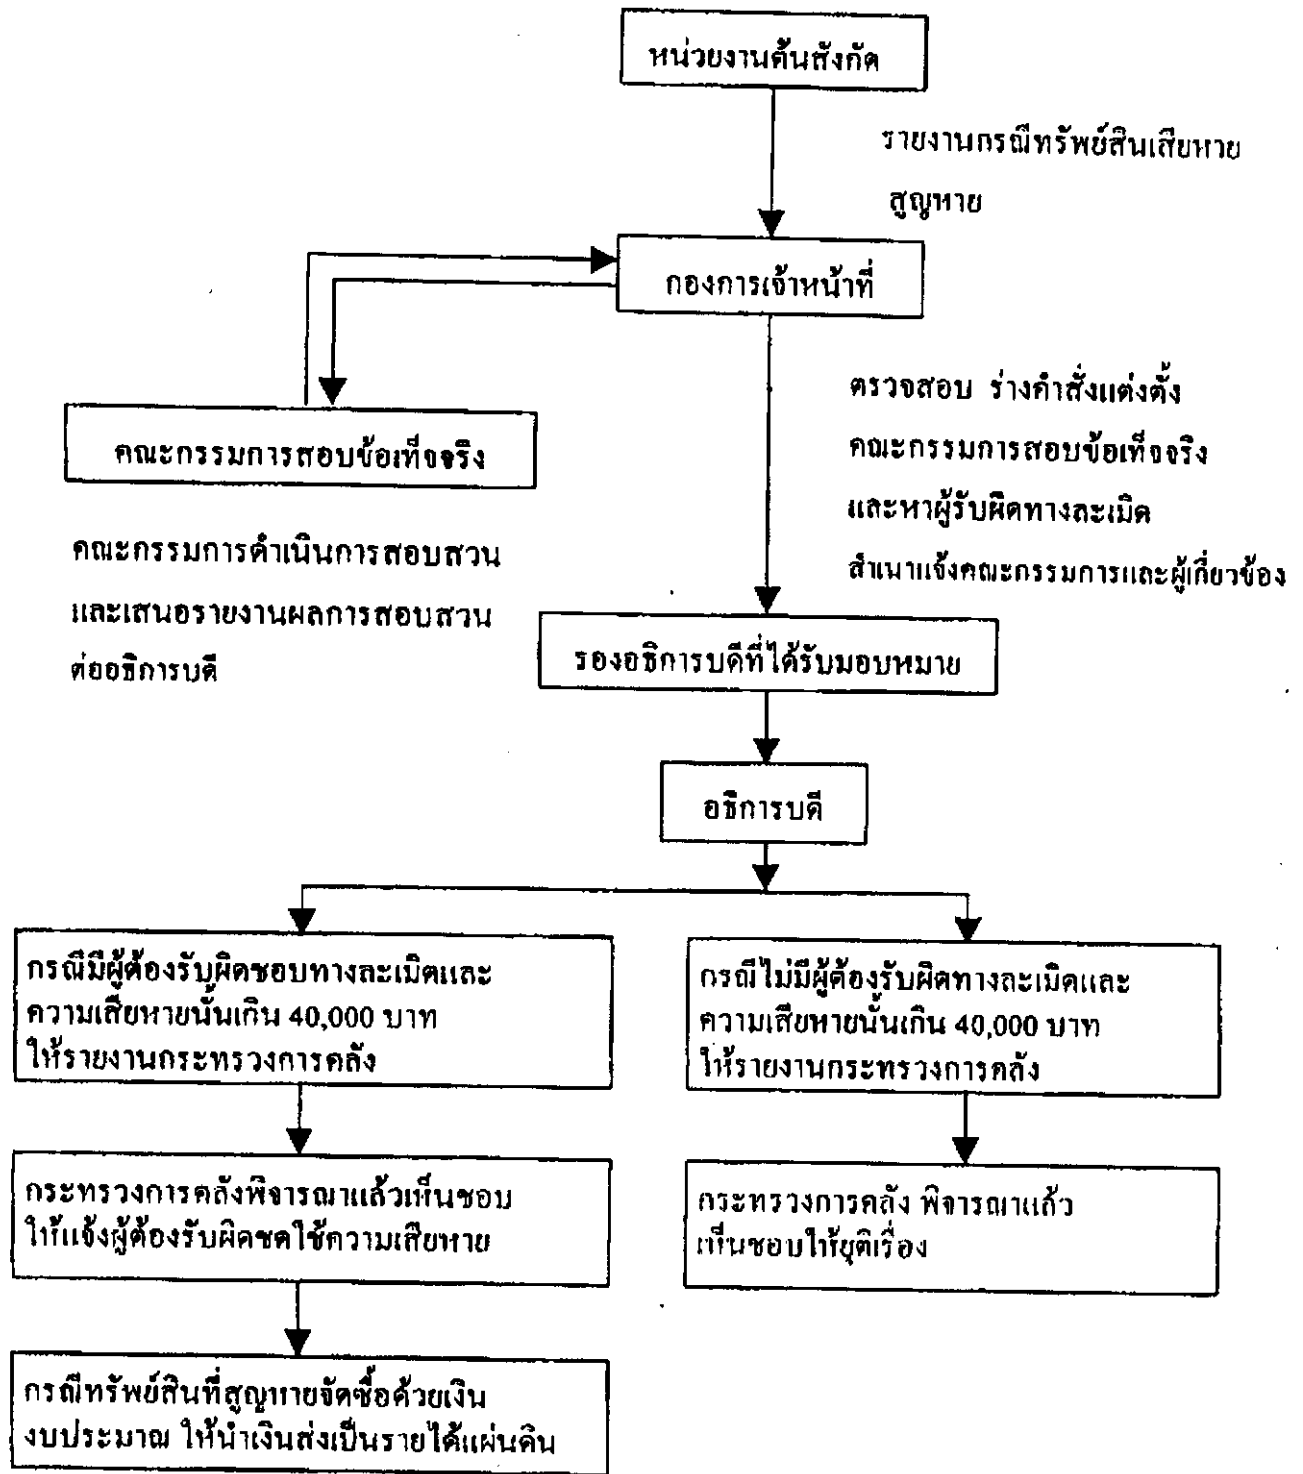 หน่วยงานต้นสังกัด
รายงานกรณีทรัพย์สินเสียหาย
สูญหาย
กองการเจ้าหน้าที่
ตรวจสอบ ร่างคำสั่งแต่งตั้ง
คณะกรรมการสอบข้อเท็จจริง
และหาผู้รับผิดทางละเมิด
สำเนาแจ้งคณะกรรมการและผู้เกี่ยวข้อง
คณะกรรมการสอบข้อเท็จจริง
คณะกรรมการดำเนินการสอบสวน
และเสนอรายงานผลการสอบสวน
ต่ออธิการบดี
รองอธิการบดีที่ได้รับมอบหมาย
อธิการบดี
กรณีมีผู้ต้องรับผิดชอบทางละเมิดและ
ความเสียหายนั้นเกิน 40,000 บาท
ให้รายงานกระทรวงการคลัง
กรณีไม่มีผู้ต้องรับผิดทางละเมิดและ
ความเสียหายนั้นเกิน 40,000 บาท
ให้รายงานกระทรวงการคลัง
กระทรวงการคลังพิจารณาแล้วเห็นชอบ
ให้แจ้งผู้ต้องรับผิดชดใช้ความเสียหาย
กระทรวงการคลัง พิจารณาแล้ว
เห็นชอบให้ยุติเรื่อง
กรณีทรัพย์สินที่สูญหายจัดซื้อด้วยเงิน
งบประมาณ ให้นำเงินส่งเป็นรายได้แผ่นดิน